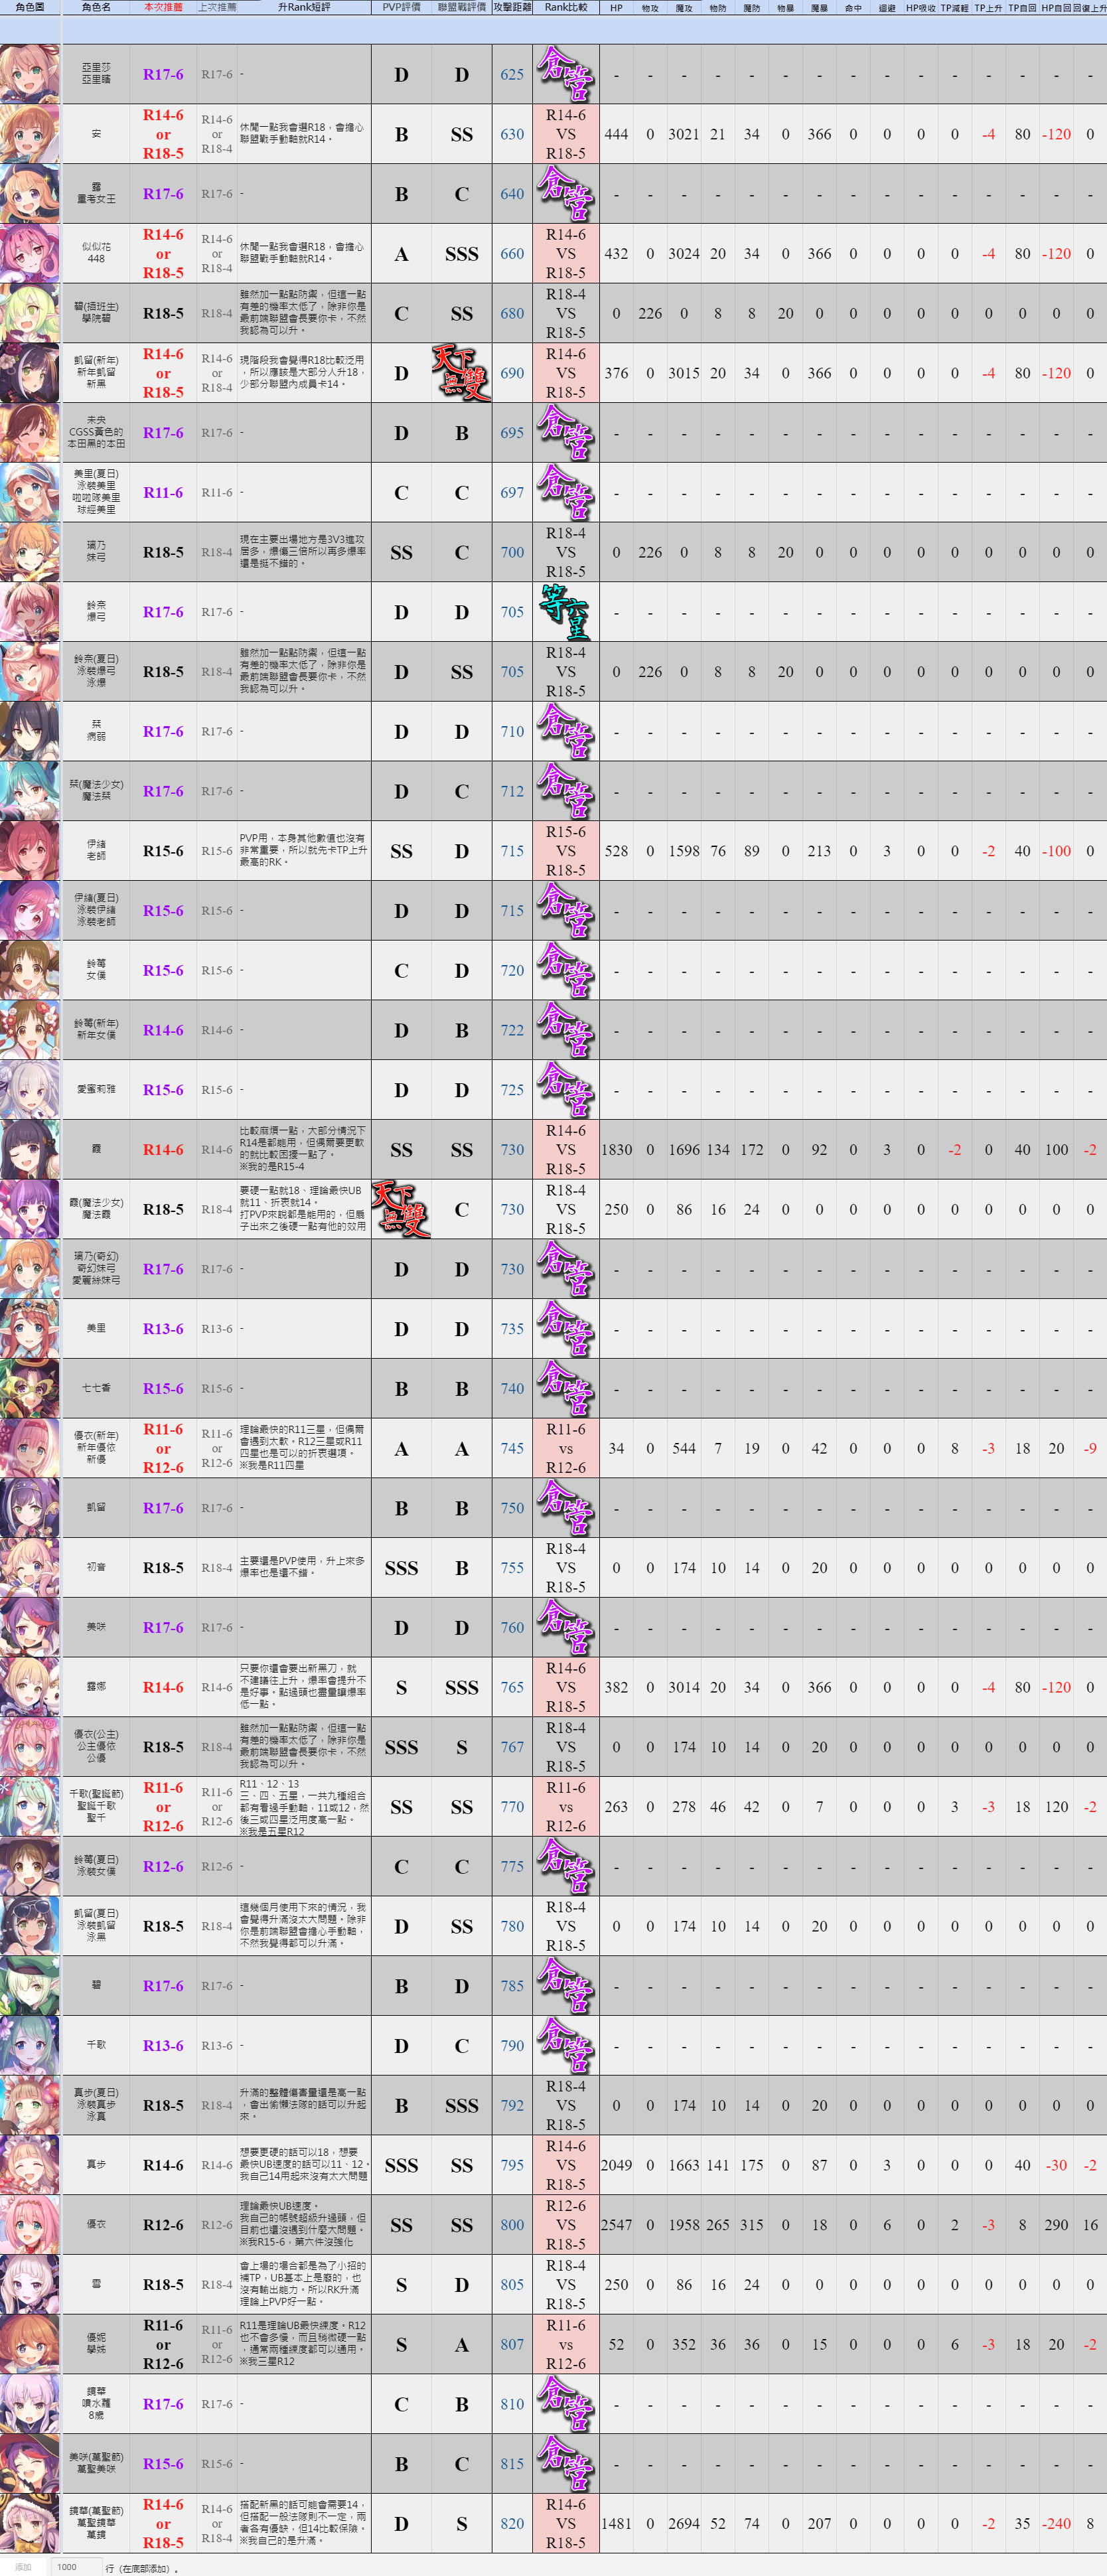 角色圖 角色名 本次推薦 上次推薦 升Rank短評 PVP評價 聯盟戰評價 攻擊距離 Rank比較 HP 物攻 魔攻 物防 魔防 物暴 魔暴 命中 迴避 HP吸收 TP減輕 TP上升 TP自回 HP自回 回復上升
亞里莎
亞里瞎
R17-6 R17-6 - D D 625 倉管 - - - - - - - - - - - - - - -
安
R14-6
or
R18-5
R14-6
or
R18-4
休閒一點我會選R18,會擔心
聯盟戰手動軸就R14。
B SS 630
R14-6
VS
R18-5
444 0 3021 21 34 0 366 0 0 0 0 -4 80 -120 0
露
重考女王
R17-6 R17-6 - B C 640 倉管 - - - - - - - - - - - - - - -
似似花
448
R14-6
or
R18-5
R14-6
or
R18-4
休閒一點我會選R18,會擔心
聯盟戰手動軸就R14。
A SSS 660
R14-6
VS
R18-5
432 0 3024 20 34 0 366 0 0 0 0 -4 80 -120 0
碧(插班生)
學院碧
R18-5 R18-4
雖然加一點點防禦,但這一點
有差的機率太低了,除非你是
最前端聯盟會長要你卡,不然
我認為可以升。
C SS 680
R18-4
VS
R18-5
0 226 0 8 8 20 0 0 0 0 0 0 0 0 0
凱留(新年)
新年凱留
新黑
R14-6
or
R18-5
R14-6
or
R18-4
現階段我會覺得R18比較泛用
,所以應該是大部分人升18,
少部分聯盟內成員卡14。
D 天下無雙 690
R14-6
VS
R18-5
376 0 3015 20 34 0 366 0 0 0 0 -4 80 -120 0
未央
CGSS黃色的
本田黑的本田
R17-6 R17-6 - D B 695 倉管 - - - - - - - - - - - - - - -
美里(夏日)
泳裝美里
啦啦隊美里
球經美里
R11-6 R11-6 - C C 697 倉管 - - - - - - - - - - - - - - -
璃乃
妹弓
R18-5 R18-4
現在主要出場地方是3V3進攻
居多,爆傷三倍所以再多爆率
還是挺不錯的。
SS C 700
R18-4
VS
R18-5
0 226 0 8 8 20 0 0 0 0 0 0 0 0 0
鈴奈
爆弓
R17-6 R17-6 - D D 705 等六星 - - - - - - - - - - - - - - -
鈴奈(夏日)
泳裝爆弓
泳爆
R18-5 R18-4
雖然加一點點防禦,但這一點
有差的機率太低了,除非你是
最前端聯盟會長要你卡,不然
我認為可以升。
D SS 705
R18-4
VS
R18-5
0 226 0 8 8 20 0 0 0 0 0 0 0 0 0
栞
病弱
R17-6 R17-6 - D D 710 倉管 - - - - - - - - - - - - - - -
栞(魔法少女)
魔法栞
R17-6 R17-6 - D C 712 倉管 - - - - - - - - - - - - - - -
伊緒
老師
R15-6 R15-6
PVP用,本身其他數值也沒有
非常重要,所以就先卡TP上升
最高的RK。
SS D 715
R15-6
VS
R18-5
528 0 1598 76 89 0 213 0 3 0 0 -2 40 -100 0
伊緒(夏日)
泳裝伊緒
泳裝老師
R15-6 R15-6 - D D 715 倉管 - - - - - - - - - - - - - - -
鈴莓
女僕
R15-6 R15-6 - C D 720 倉管 - - - - - - - - - - - - - - -
鈴莓(新年)
新年女僕
R14-6 R14-6 - D B 722 倉管 - - - - - - - - - - - - - - -
愛蜜莉雅
R15-6 R15-6 - D D 725 倉管 - - - - - - - - - - - - - - -
霞
R14-6 R14-6
比較麻煩一點,大部分情況下
R14是都能用,但偶爾要更軟
的就比較困擾一點了。
※我的是R15-4
SS SS 730
R14-6
VS
R18-5
1830 0 1696 134 172 0 92 0 3 0 -2 0 40 100 -2
霞(魔法少女)
魔法霞
R18-5 R18-4
要硬一點就18、理論最快UB
就11、折衷就14。
打PVP來說都是能用的,但扇
子出來之後硬一點有他的效用
天下無雙 C 730
R18-4
VS
R18-5
250 0 86 16 24 0 0 0 0 0 0 0 0 0 0
璃乃(奇幻)
奇幻妹弓
愛麗絲妹弓
R17-6 R17-6 - D D 730 倉管 - - - - - - - - - - - - - - -
美里
R13-6 R13-6 - D D 735 倉管 - - - - - - - - - - - - - - -
七七香
R15-6 R15-6 - B B 740 倉管 - - - - - - - - - - - - - - -
優衣(新年)
新年優依
新優
R11-6
or
R12-6
R11-6
or
R12-6
理論最快的R11三星,但偶爾
會遇到太軟。R12三星或R11
四星也是可以的折衷選項。
※我是R11四星
A A 745
R11-6
vs
R12-6
34 0 544 7 19 0 42 0 0 0 8 -3 18 20 -9
凱留
R17-6 R17-6 - B B 750 倉管 - - - - - - - - - - - - - - -
初音
R18-5 R18-4
主要還是PVP使用,升上來多
爆率也是還不錯。
SSS B 755
R18-4
VS
R18-5
0 0 174 10 14 0 20 0 0 0 0 0 0 0 0
美咲
R17-6 R17-6 - D D 760 倉管 - - - - - - - - - - - - - - -
露娜
R14-6 R14-6
只要你還會要出新黑刀,就
不建議往上升,爆率會提升不
是好事。點過頭也盡量讓爆率
低一點。
S SSS 765
R14-6
VS
R18-5
382 0 3014 20 34 0 366 0 0 0 0 -4 80 -120 0
優衣(公主)
公主優依
公優
R18-5 R18-4
雖然加一點點防禦,但這一點
有差的機率太低了,除非你是
最前端聯盟會長要你卡,不然
我認為可以升。
SSS S 767
R18-4
VS
R18-5
0 0 174 10 14 0 20 0 0 0 0 0 0 0 0
千歌(聖誕節)
聖誕千歌
聖千
R11-6
or
R12-6
R11-6
or
R12-6
R11、12、13
三、四、五星,一共九種組合
都有看過手動軸,11或12,然
後三或四星泛用度高一點。
※我是五星R12
SS SS 770
R11-6
vs
R12-6
263 0 278 46 42 0 7 0 0 0 3 -3 18 120 -2
鈴莓(夏日)
泳裝女僕
R12-6 R12-6 - C C 775 倉管 - - - - - - - - - - - - - - -
凱留(夏日)
泳裝凱留
泳黑
R18-5 R18-4
這幾個月使用下來的情況,我
會覺得升滿沒太大問題。除非
你是前端聯盟會擔心手動軸,
不然我覺得都可以升滿。
D SS 780
R18-4
VS
R18-5
0 0 174 10 14 0 20 0 0 0 0 0 0 0 0
碧
R17-6 R17-6 B D 785 倉管 - - - - - - - - - - - - - - -
千歌
R13-6 R13-6 - D C 790 倉管 - - - - - - - - - - - - - - -
真步(夏日)
泳裝真步
泳真
R18-5 R18-4
升滿的整體傷害量還是高一點
,會出偷懶法隊的話可以升起
來。
B SSS 792
R18-4
VS
R18-5
0 0 174 10 14 0 20 0 0 0 0 0 0 0 0
真步
R14-6 R14-6
想要更硬的話可以18,想要
最快UB速度的話可以11、12。
我自己14用起來沒有太大問題
SSS SS 795
R14-6
VS
R18-5
2049 0 1663 141 175 0 87 0 3 0 0 0 40 -30 -2
優衣
R12-6 R12-6
理論最快UB速度。
我自己的帳號超級升過頭,但
目前也還沒遇到什麼大問題。
※我R15-6,第六件沒強化
SS SS 800
R12-6
VS
R18-5
2547 0 1958 265 315 0 18 0 6 0 2 -3 8 290 16
雪
R18-5 R18-4
會上場的場合都是為了小招的
補TP,UB基本上是廢的,也
沒有輸出能力。所以RK升滿
理論上PVP好一點。
S D 805
R18-4
VS
R18-5
250 0 86 16 24 0 0 0 0 0 0 0 0 0 0
優妮
學姊
R11-6
or
R12-6
R11-6
or
R12-6
R11是理論UB最快練度。R12
也不會多慢,而且稍微硬一點
,通常兩種練度都可以通用。
※我三星R12
S A 807
R11-6
vs
R12-6
52 0 352 36 36 0 15 0 0 0 6 -3 18 20 -2
鏡華
噴水蘿
8歲
R17-6 R17-6 - C B 810 倉管 - - - - - - - - - - - - - - -
美咲(萬聖節)
萬聖美咲
R15-6 R15-6 - B C 815 倉管 - - - - - - - - - - - - - - -
鏡華(萬聖節)
萬聖鏡華
萬鏡
R14-6
or
R18-5
R14-6
or
R18-4
搭配新黑的話可能會需要14,
但搭配一般法隊則不一定,兩
者各有優缺,但14比較保險。
※我自己的是升滿。
D S 820
R14-6
VS
R18-5
1481 0 2694 52 74 0 207 0 0 0 0 -2 35 -240 8
添加 1000 行(在底部添加)。